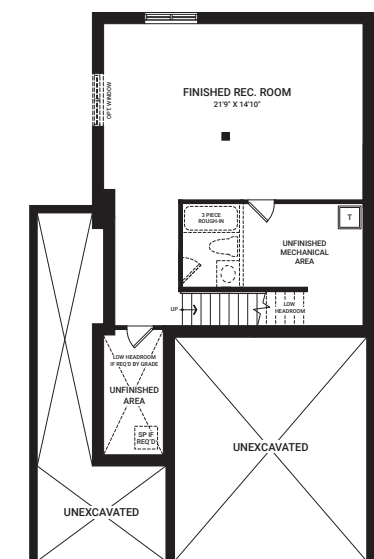 OPT WINDOW
FINISHED REC. ROOM
21'9" X 14'10"
3 PIECE
ROUGH-IN
T
UNFINISHED
MECHANICAL
AREA
UP
LOW
HEADROOM
LOW HEADROOM
IF REQ'D BY GRADE
UNFINISHED
AREA
SP IF
REQ'D
UNEXCAVATED
UNEXCAVATED